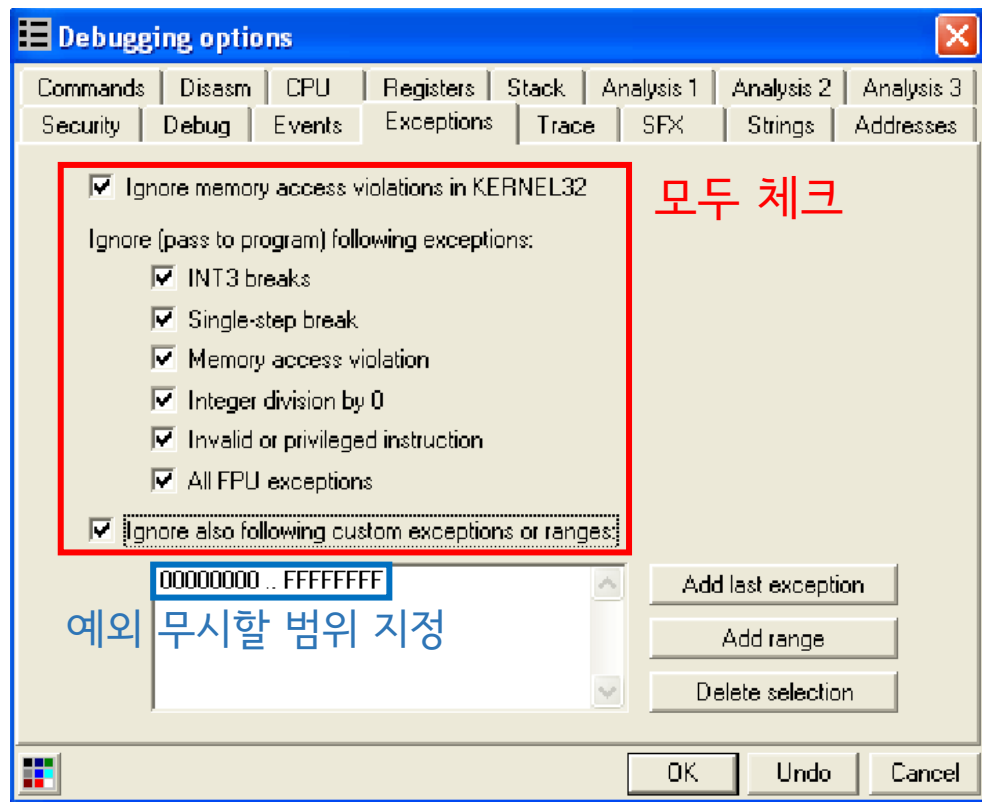 Debugging options
Commands Disasm CPU Registers Stack Analysis 1 Analysis 2 Analysis 3
Security Debug Events Exceptions Trace SFX Strings Addresses
Ignore memory access violations in KERNEL32
모두 체크
Ignore (pass to program) following exceptions:
INT3 breaks
Single-step break
Memory access violation
Integer division by 0
Invalid or privileged instruction
All FPU exceptions
Ignore also following custom exceptions or ranges:
00000000 .. FFFFFFFF
Add last exception
예외 무시할 범위 지정
Add range
Delete selection
OK Undo Cancel